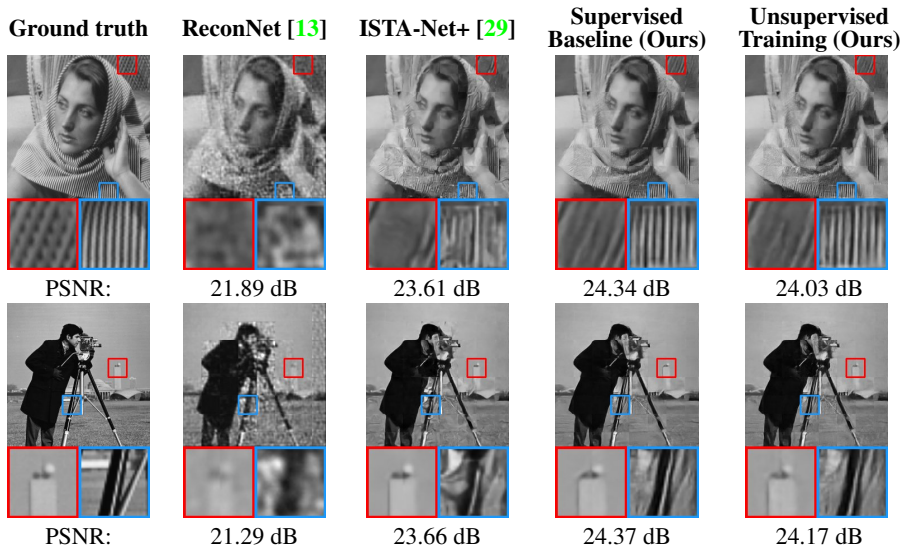 Ground truth
ReconNet [13]
ISTA-Net+ [29]
Supervised
Baseline (Ours)
Unsupervised
Training (Ours)
PSNR:
21.89 dB
23.61 dB
24.34 dB
24.03 dB
PSNR:
21.29 dB
23.66 dB
24.37 dB
24.17 dB